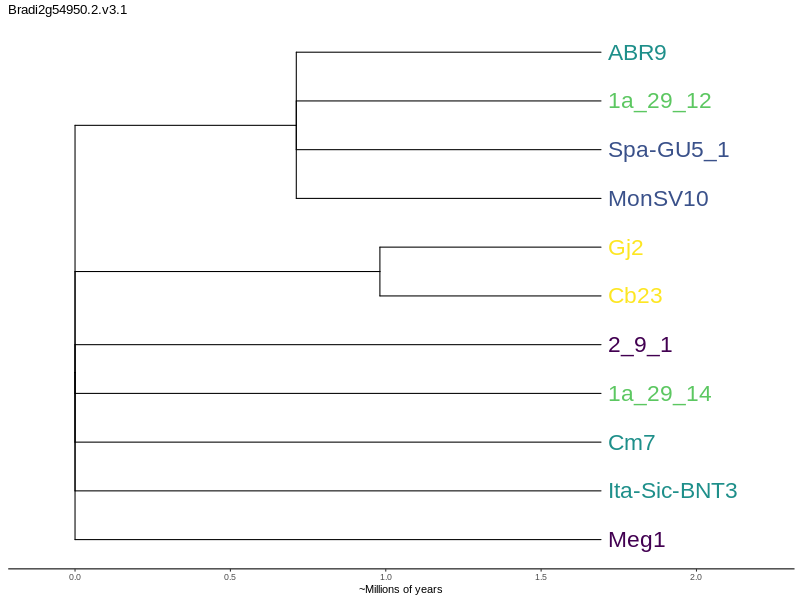 Bradi2g54950.2.v3.1
ABR9
1a_29_12
Spa-GU5_1
MonSV10
Gj2
Cb23
2_9_1
1a_29_14
Cm7
Ita-Sic-BNT3
Meg1
0.0 0.5 1.0 1.5 2.0
~Millions of years